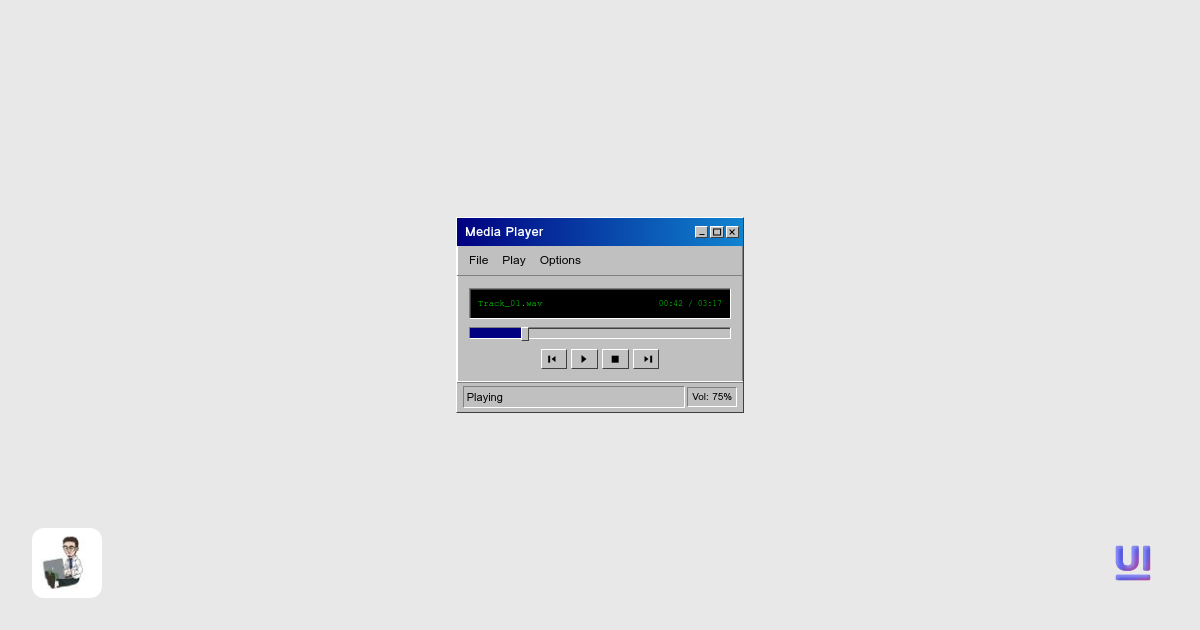 Media Player
File Play Options
Track_01.wav 00:42 / 03:17
Playing Vol: 75%
UI